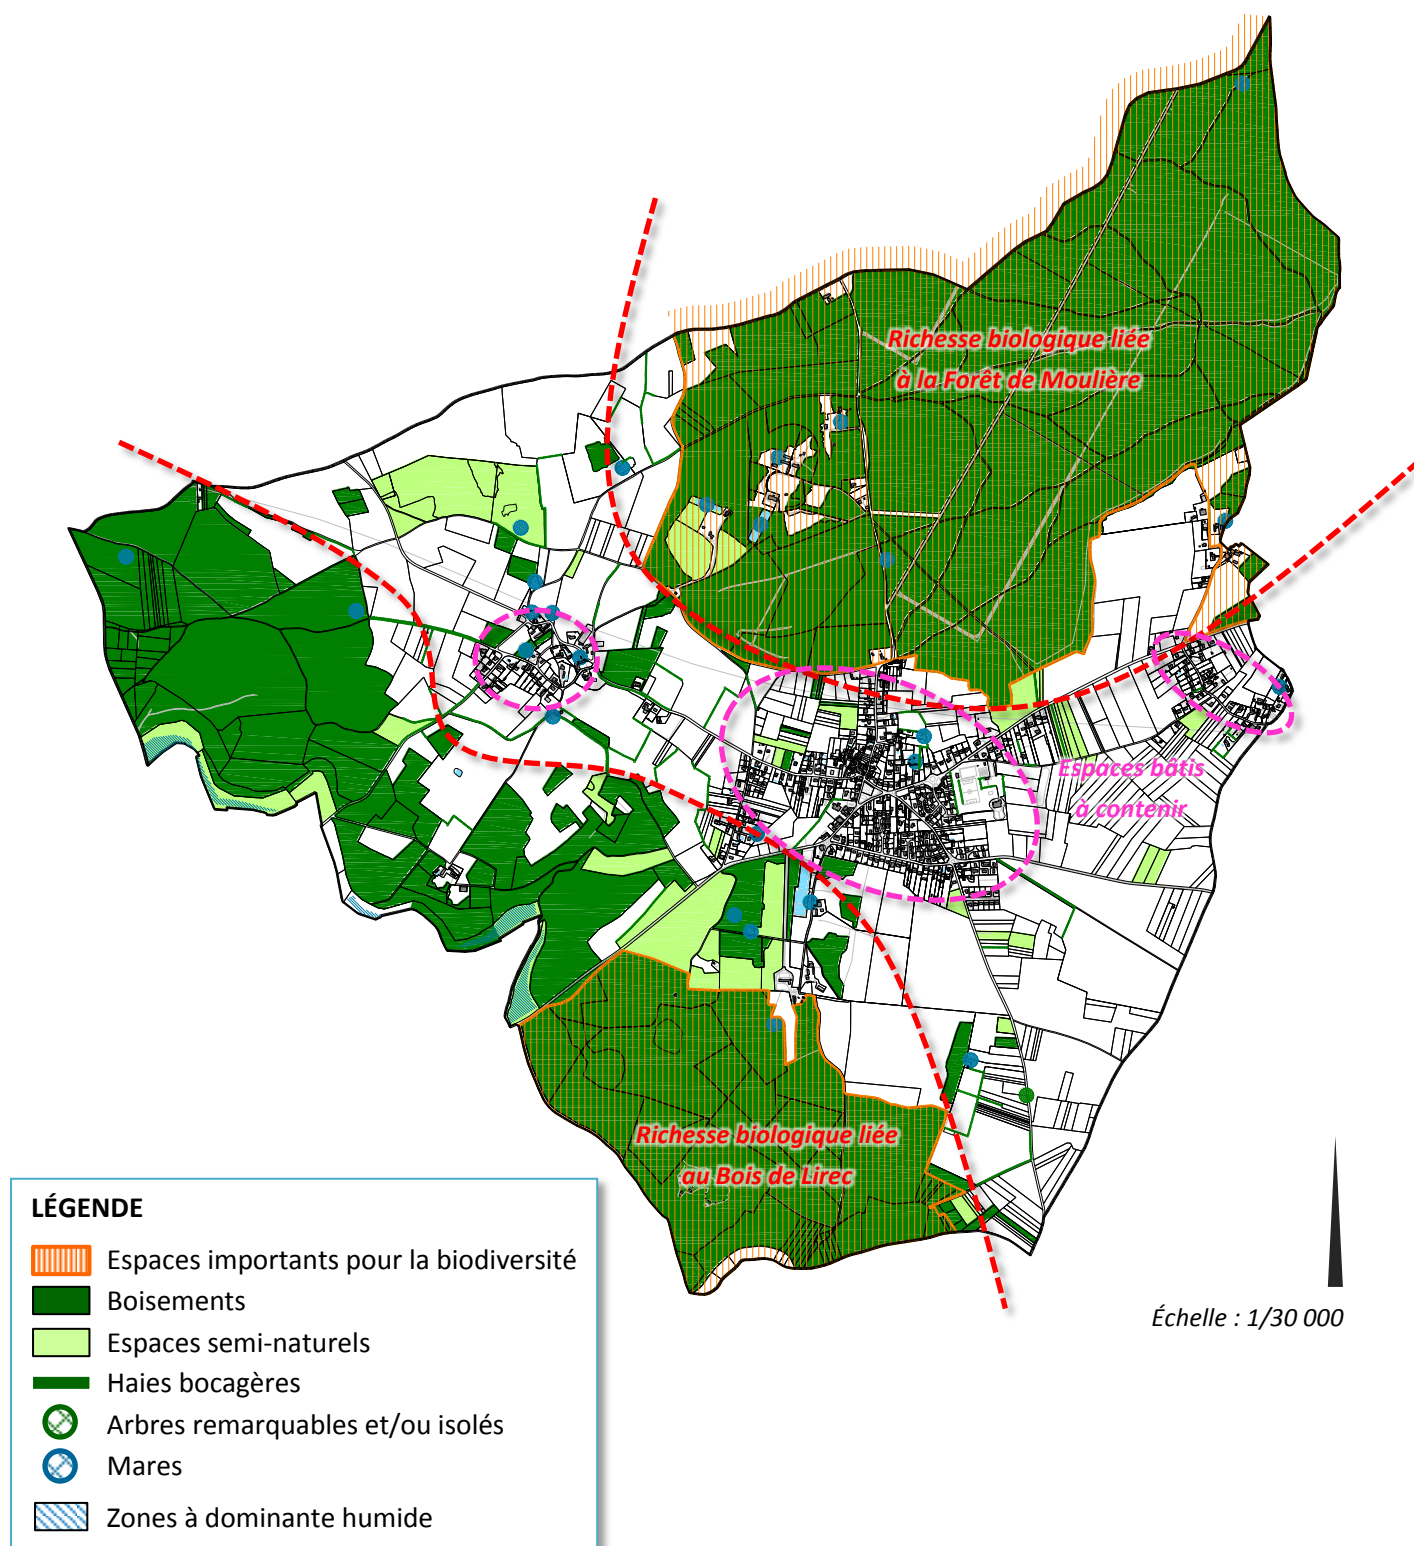 Richesse biologique liée
à la Forêt de Moulière
Espaces bâtis
à contenir
Richesse biologique liée
au Bois de Lirec
LÉGENDE
Espaces importants pour la biodiversité
Boisements
Espaces semi-naturels
Haies bocagères
Arbres remarquables et/ou isolés
Mares
Zones à dominante humide
Échelle : 1/30 000